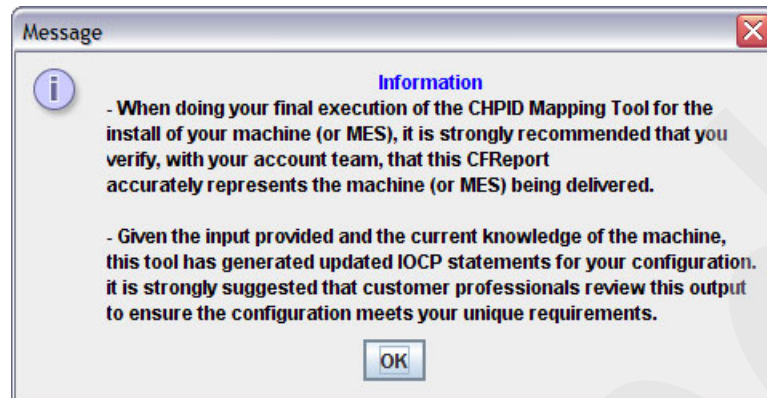 Message
Information
- When doing your final execution of the CHPID Mapping Tool for the
install of your machine (or MES), it is strongly recommended that you
verify, with your account team, that this CFReport
accurately represents the machine (or MES) being delivered.
- Given the input provided and the current knowledge of the machine,
this tool has generated updated IOCP statements for your configuration.
it is strongly suggested that customer professionals review this output
to ensure the configuration meets your unique requirements.
OK